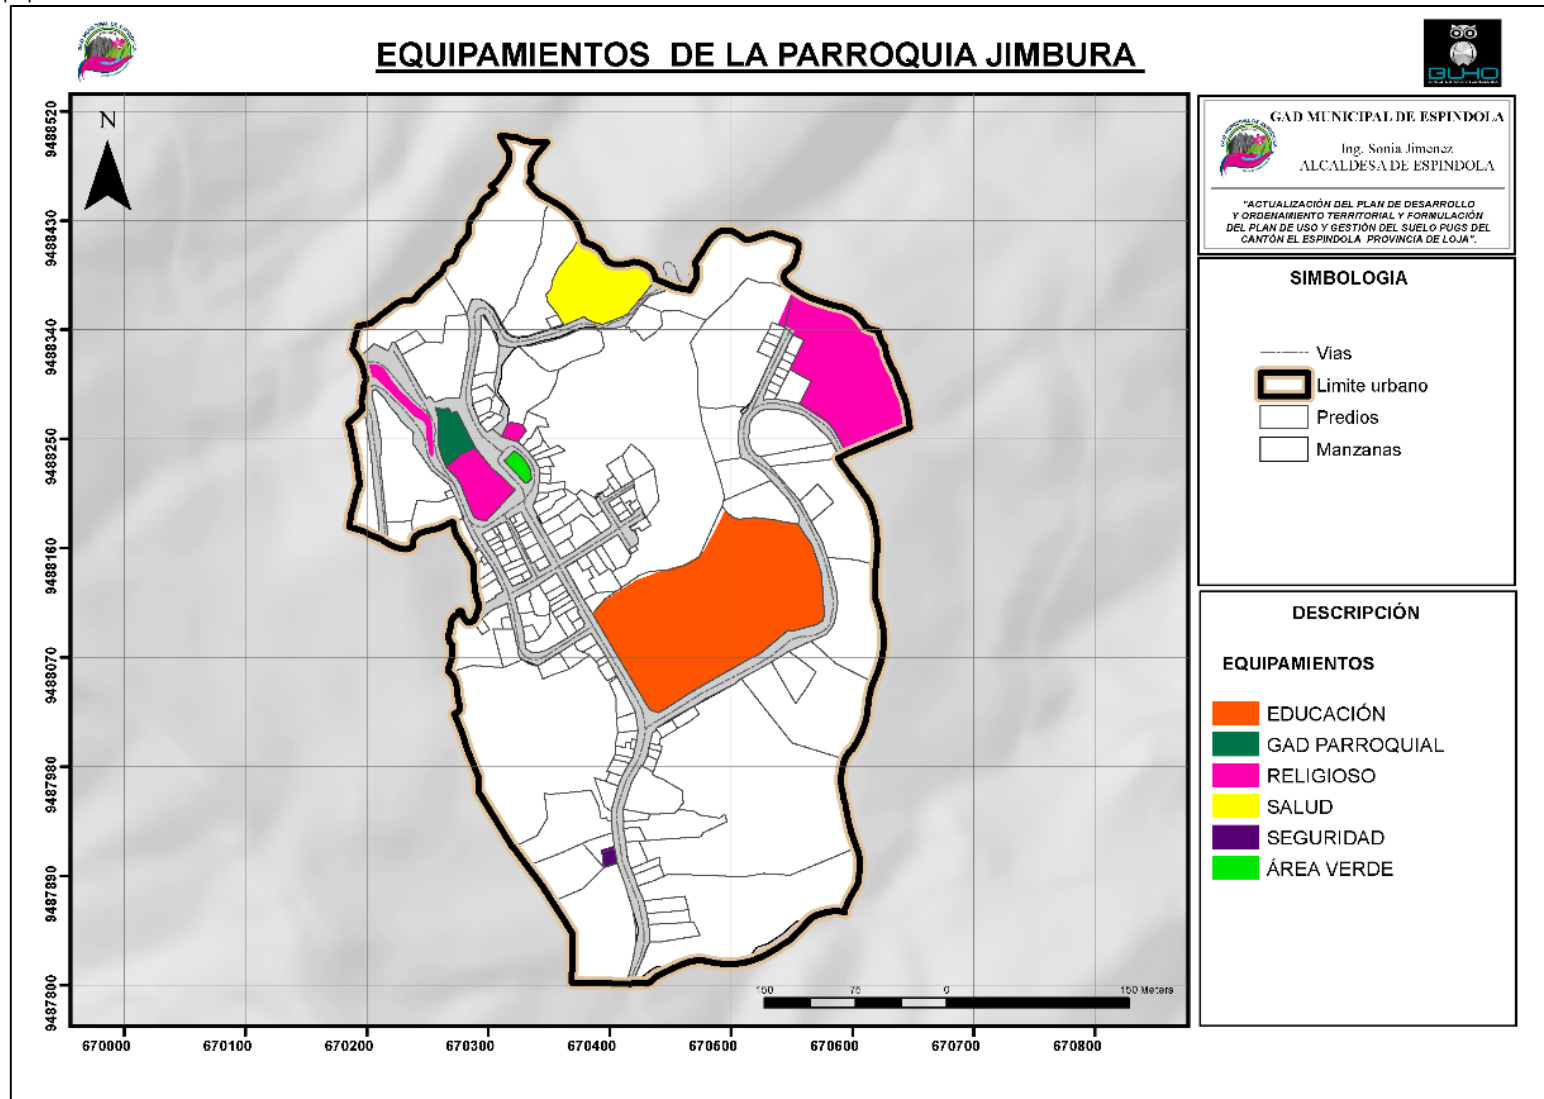 EQUIPAMIENTOS DE LA PARROQUIA JIMBURA
BUHO
GAD MUNICIPAL DE ESPINDOLA
Ing. Sonia Jimenez
ALCALDESA DE ESPINDOLA
"ACTUALIZACIÓN DEL PLAN DE DESARROLLO
Y ORDENAMIENTO TERRITORIAL Y FORMULACIÓN
DEL PLAN DE USO Y GESTIÓN DEL SUELO PUGS DEL
CANTÓN EL ESPINDOLA PROVINCIA DE LOJA".
SIMBOLOGIA
Vias
Limite urbano
Predios
Manzanas
DESCRIPCIÓN
EQUIPAMIENTOS
EDUCACIÓN
GAD PARROQUIAL
RELIGIOSO
SALUD
SEGURIDAD
ÁREA VERDE
N
9488520
9488430
9488340
9488250
9488160
9488070
9487980
9487890
9487800
150 75 0 150 Meters
670000 670100 670200 670300 670400 670500 670600 670700 670800